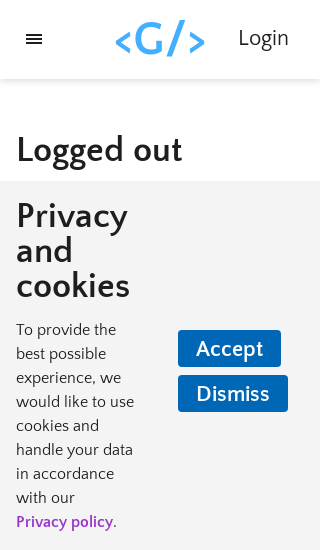 <G/>
Login
Logged out
Privacy
and
cookies
To provide the
best possible
experience, we
would like to use
cookies and
handle your data
in accordance
with our
Privacy policy.
Accept
Dismiss